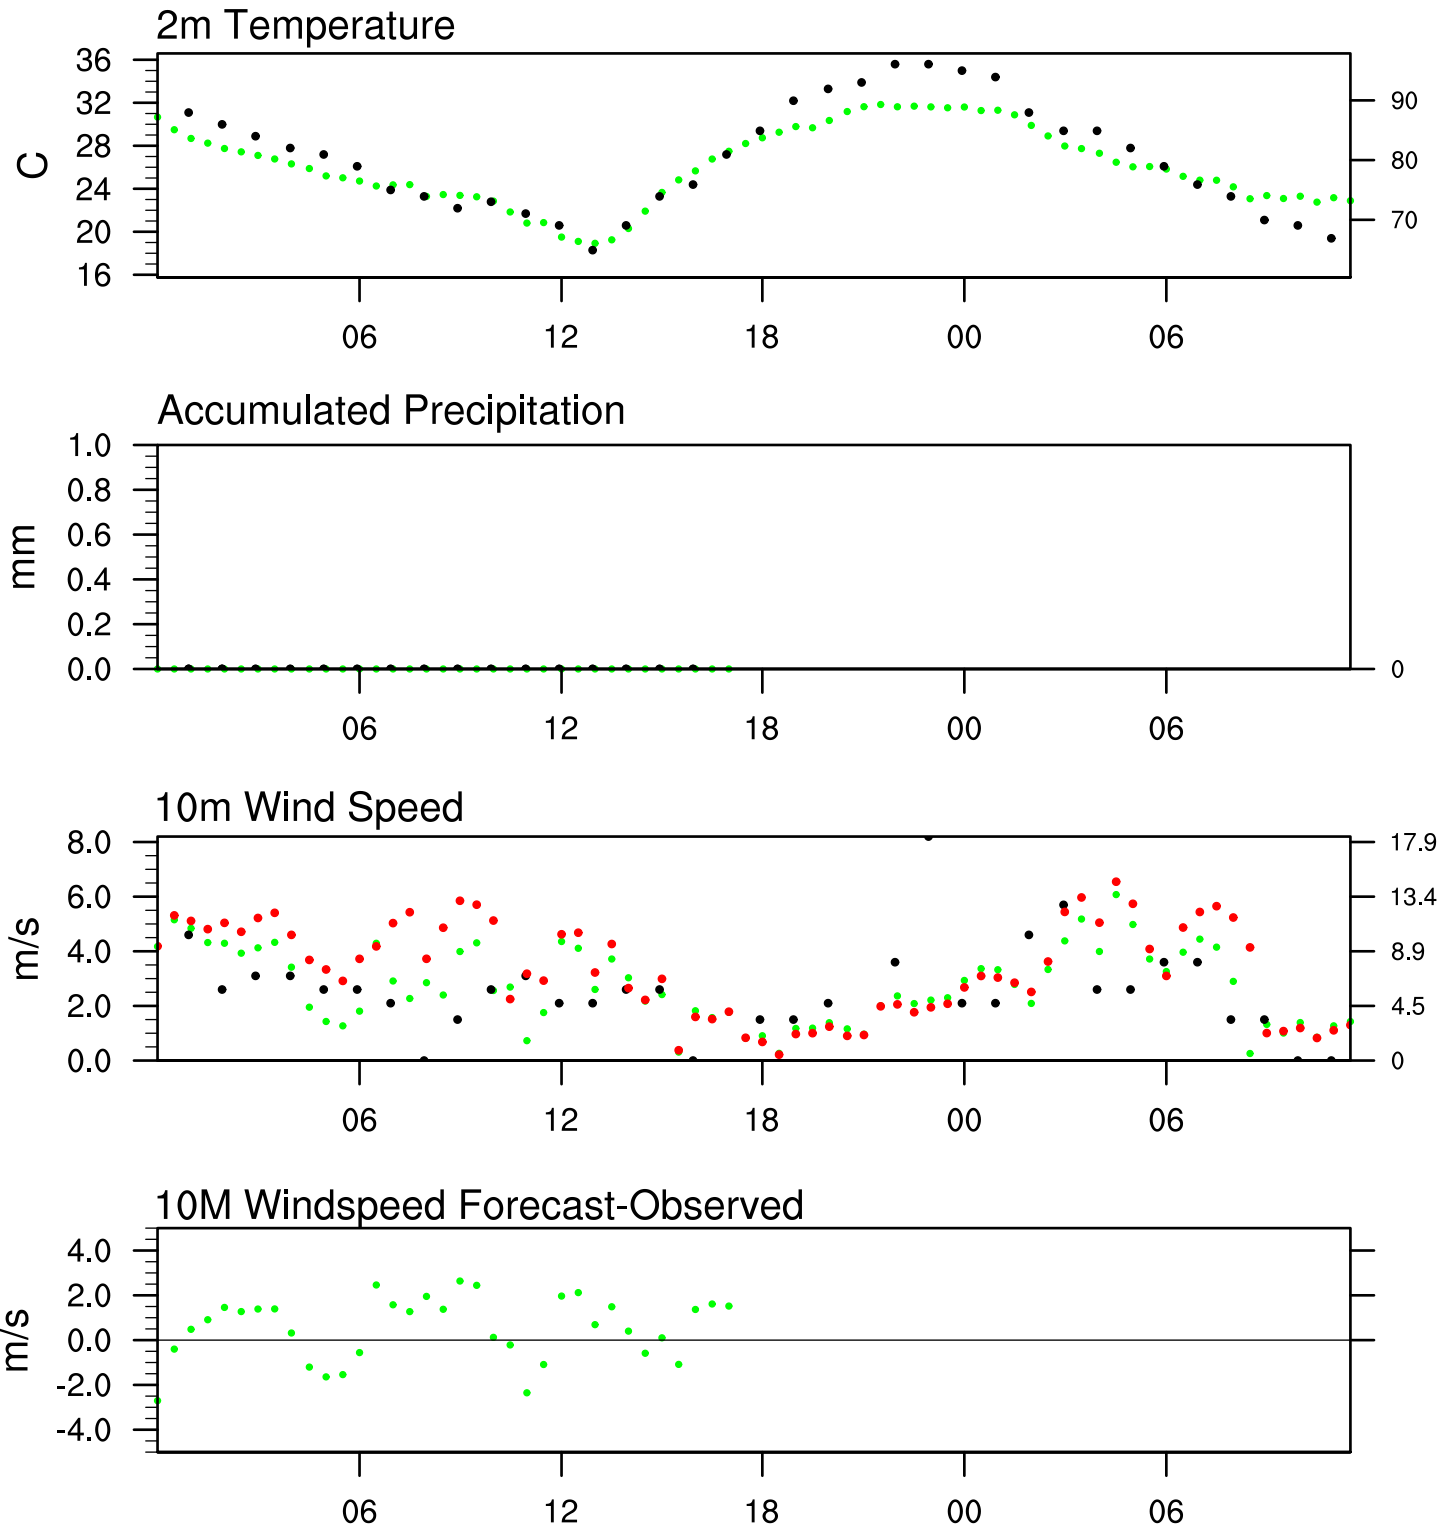 2m Temperature
36
32
28
24
20
16
C
90
80
70
06 12 18 00 06
Accumulated Precipitation
1.0
0.8
0.6
0.4
0.2
0.0
mm
0
06 12 18 00 06
10m Wind Speed
8.0
6.0
4.0
2.0
0.0
m/s
17.9
13.4
8.9
4.5
0
06 12 18 00 06
10M Windspeed Forecast-Observed
4.0
2.0
0.0
-2.0
-4.0
m/s
06 12 18 00 06